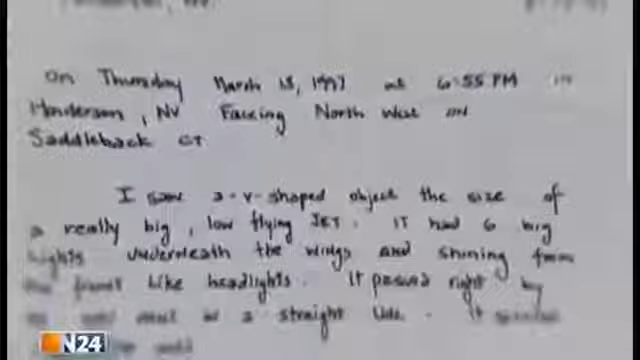 On Thursday March 13, 1997 at 6:55 PM in
Henderson, NV Facing North West on
Saddleback CT
I saw a -v-shaped object the size of
a really big, low flying JET. IT had 6 big
lights underneath the wings and shining from
the front like headlights. It passed right by
in a straight line. It
N24